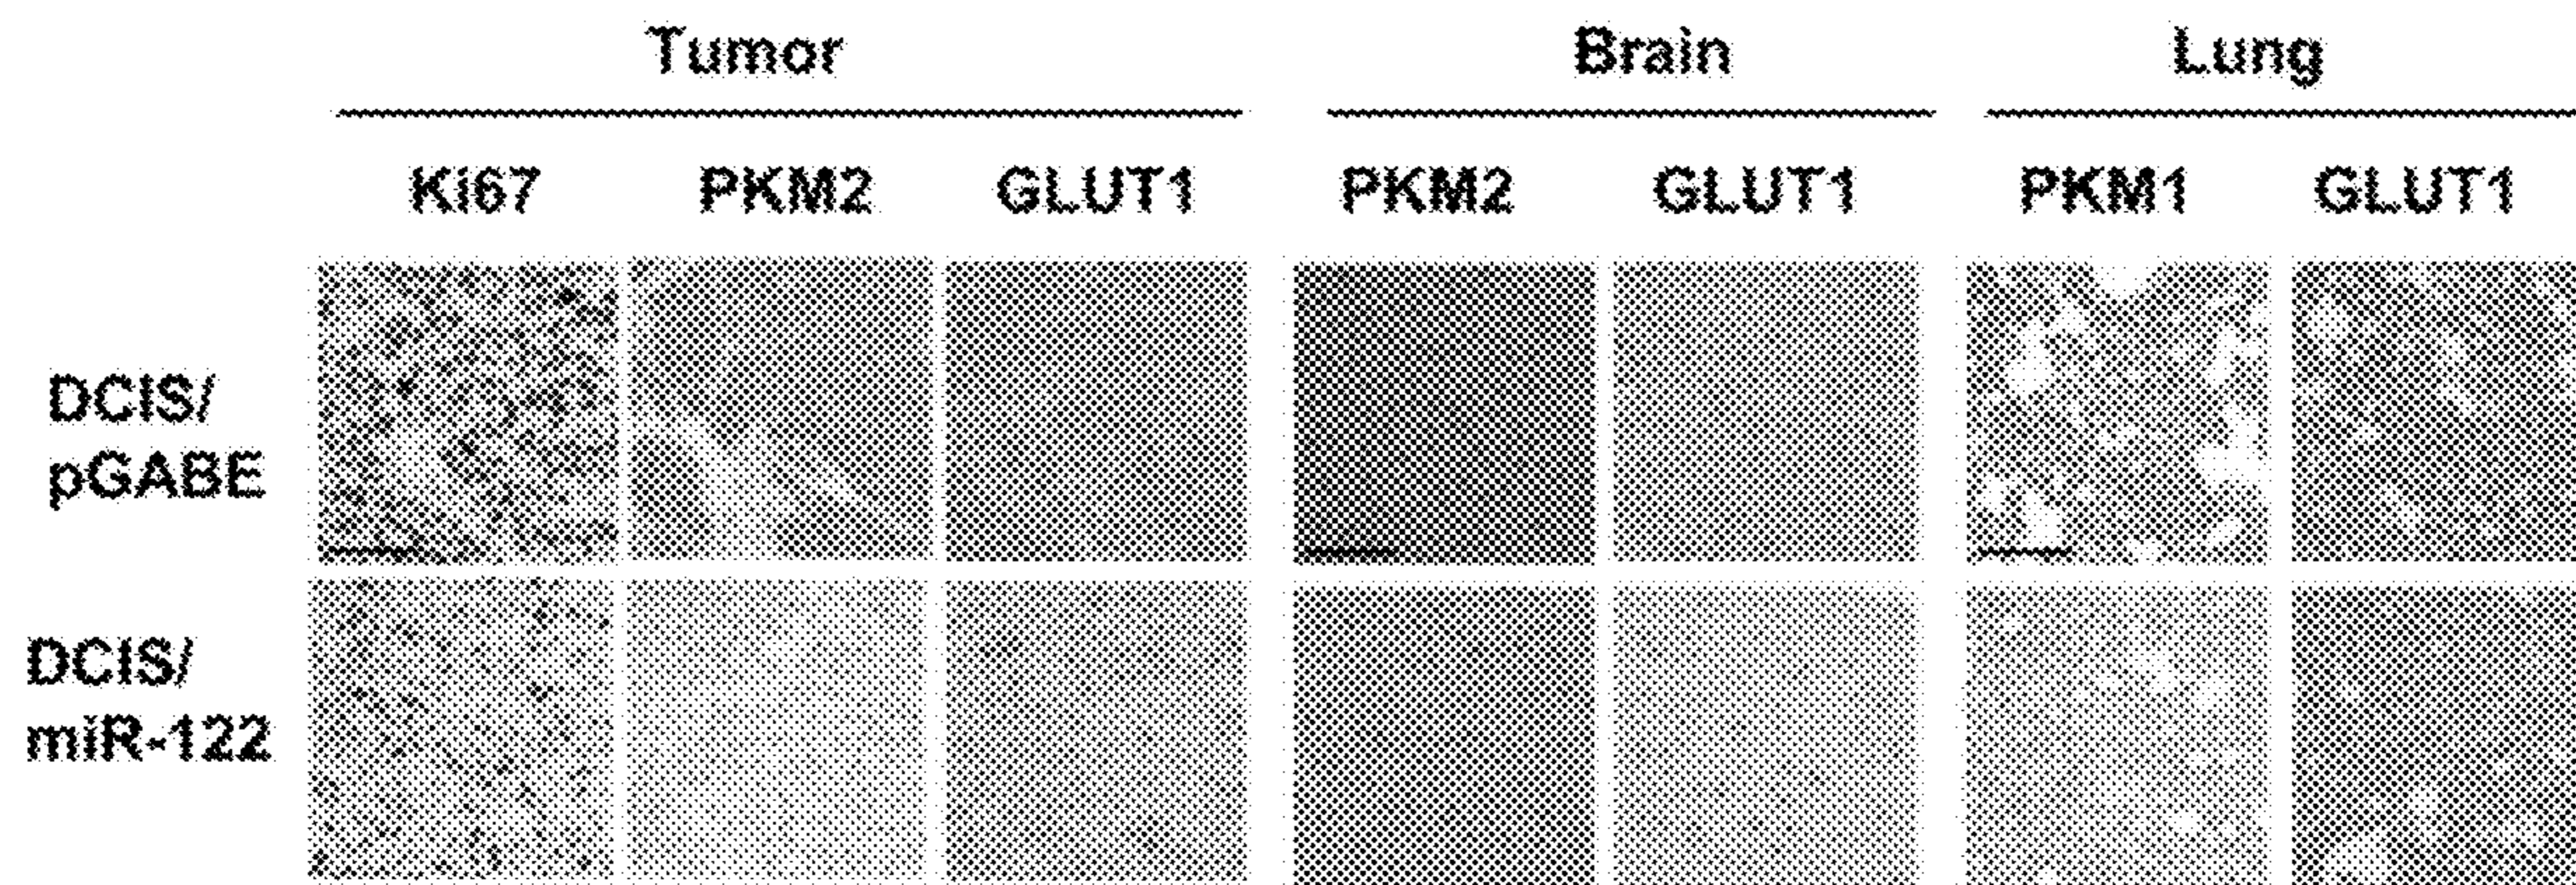 Tumor Brain Lung
Ki67 PKM2 GLUT1 PKM2 GLUT1 PKM1 GLUT1
DCIS/
pGABE
DCIS/
miR-122